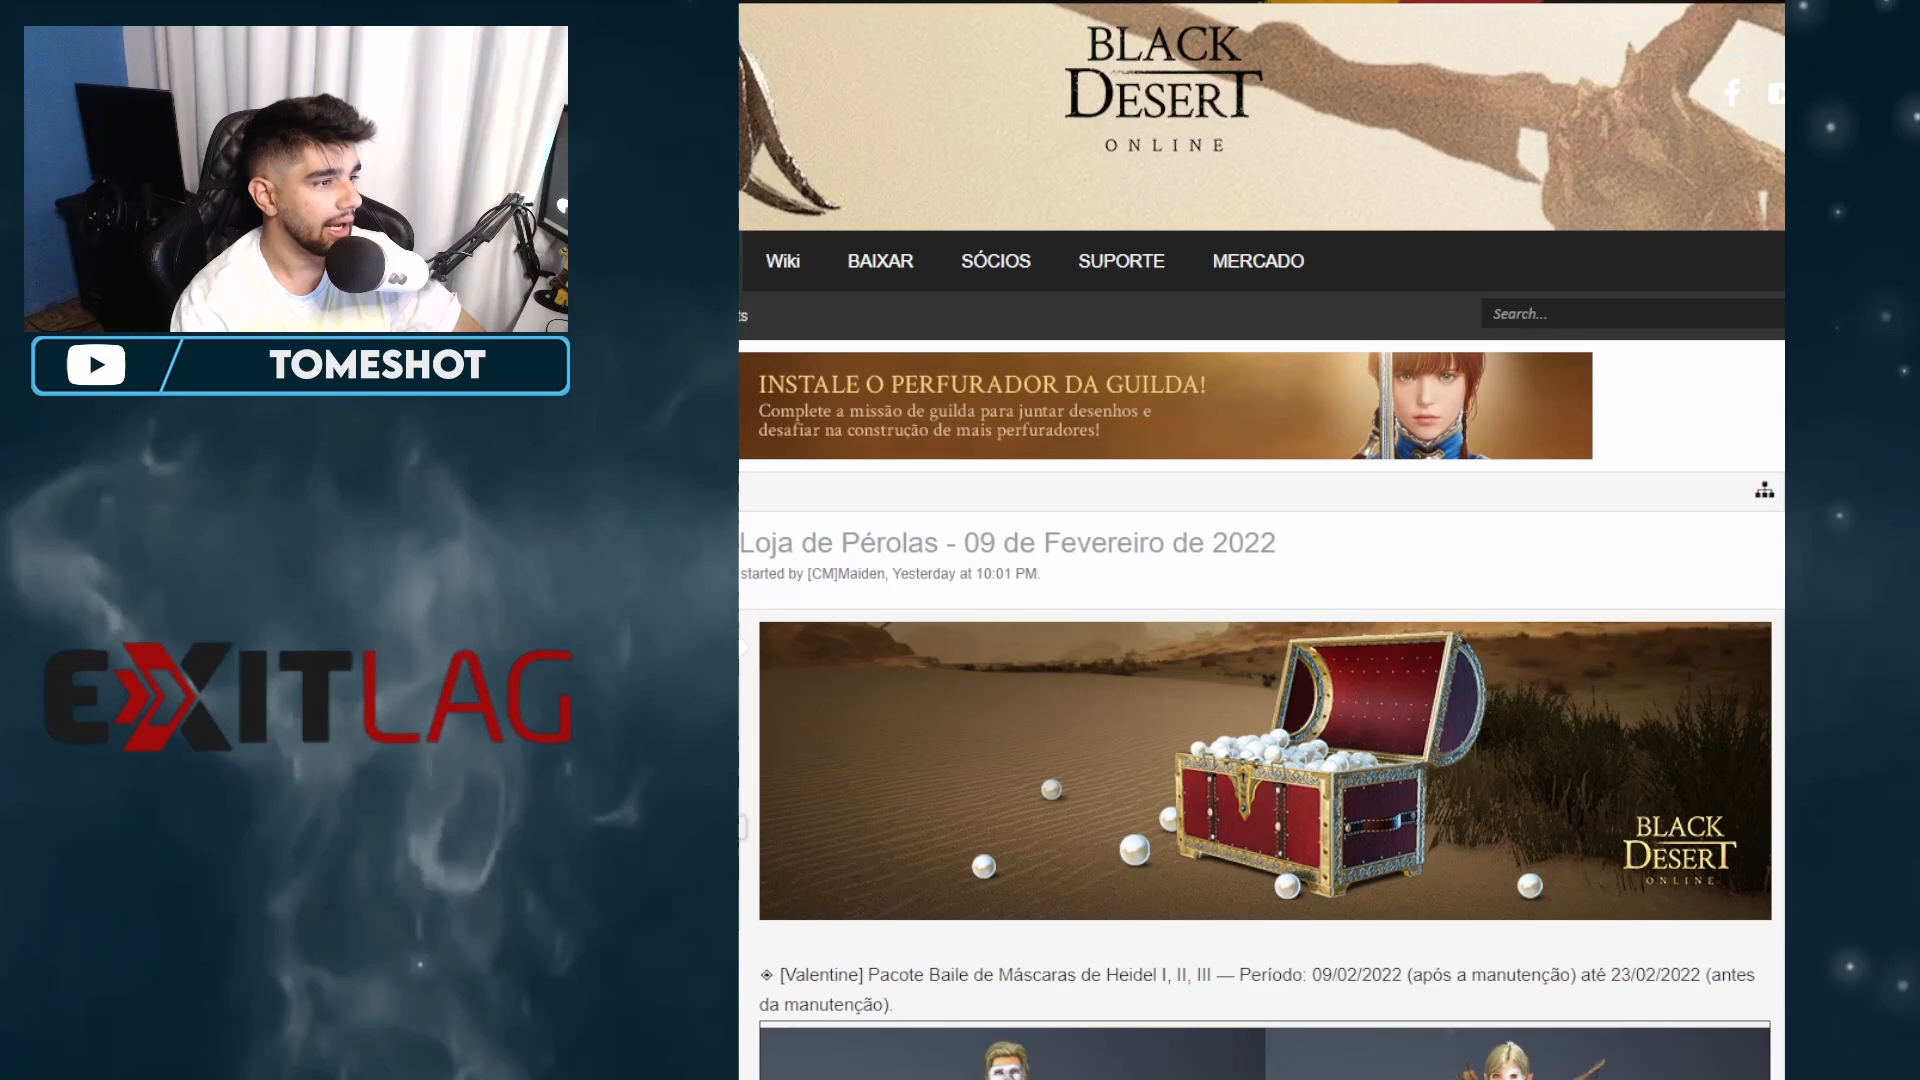 BLACK
DESERT
ONLINE
Wiki
BAIXAR
SÓCIOS
SUPORTE
MERCADO
ts
Search...
TOMESHOT
INSTALE O PERFURADOR DA GUILDA!
Complete a missão de guilda para juntar desenhos e
desafiar na construção de mais perfuradores!
Loja de Pérolas - 09 de Fevereiro de 2022
started by [CM]Maiden, Yesterday at 10:01 PM.
EXITLAG
BLACK
DESERT
ONLINE
[Valentine] Pacote Baile de Máscaras de Heidel I, II, III — Período: 09/02/2022 (após a manutenção) até 23/02/2022 (antes
da manutenção).